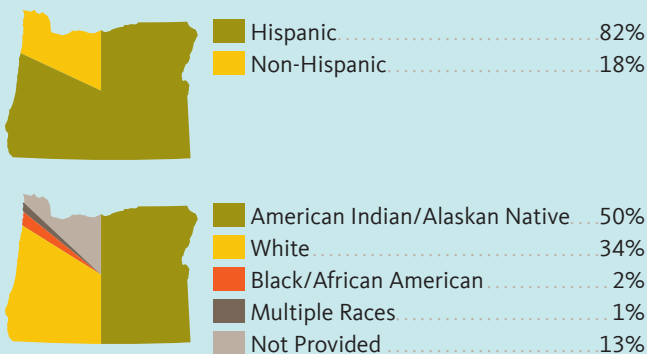 Hispanic 82%
Non-Hispanic 18%
American Indian/Alaskan Native 50%
White 34%
Black/African American 2%
Multiple Races 1%
Not Provided 13%